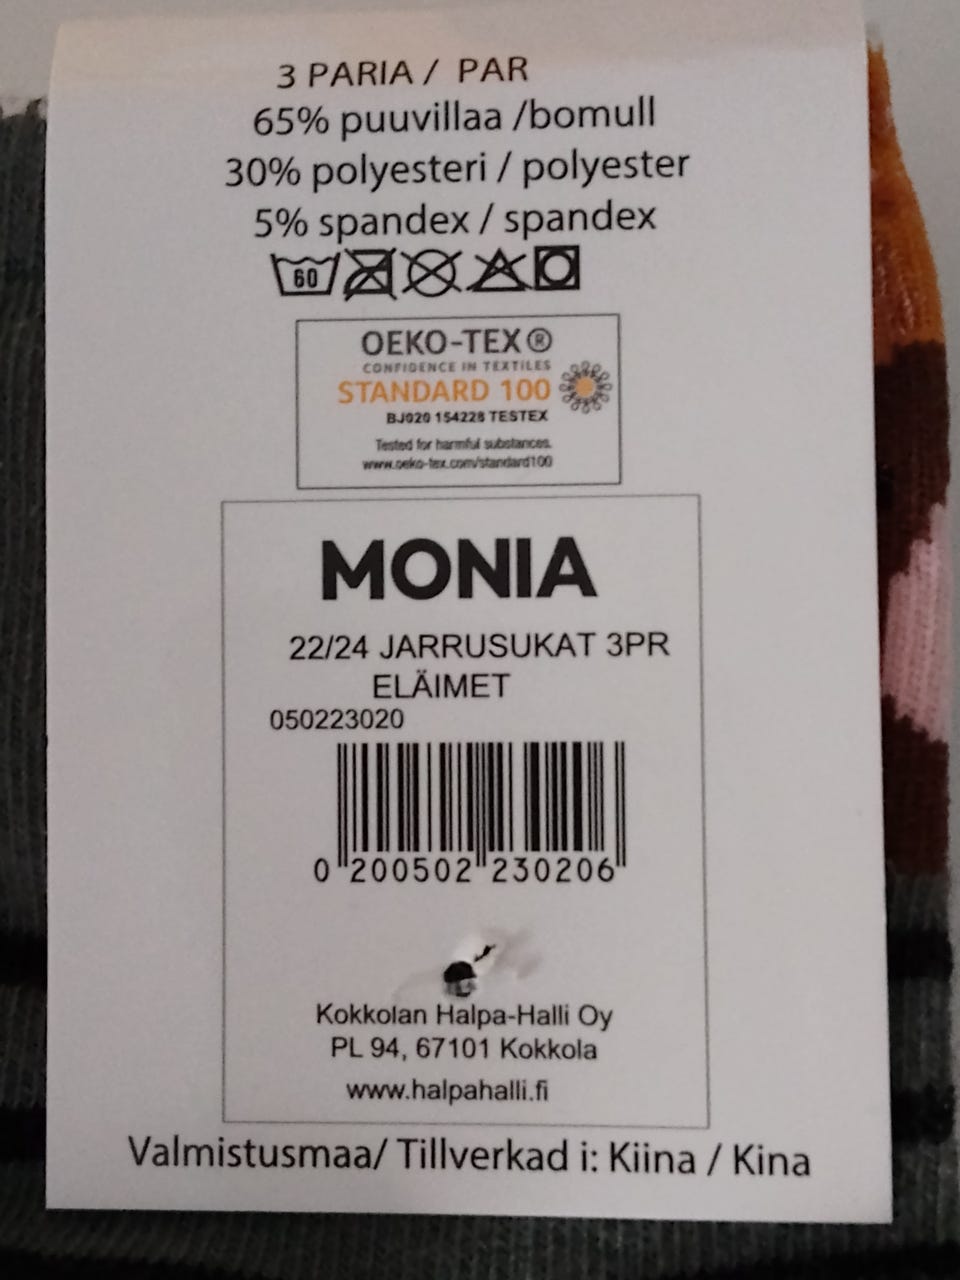 3 PARIA / PAR
65% puuvillaa /bomull
30% polyesteri / polyester
5% spandex / spandex
60
OEKO-TEX®
CONFIDENCE IN TEXTILES
STANDARD 100
BJ020 154228 TESTEX
Tested for harmful substances.
www.oeko-tex.com/standard100
MONIA
22/24 JARRUSUKAT 3PR
ELÄIMET
050223020
0 200502 230206
Kokkolan Halpa-Halli Oy
PL 94, 67101 Kokkola
www.halpahalli.fi
Valmistusmaa/ Tillverkad i: Kiina / Kina